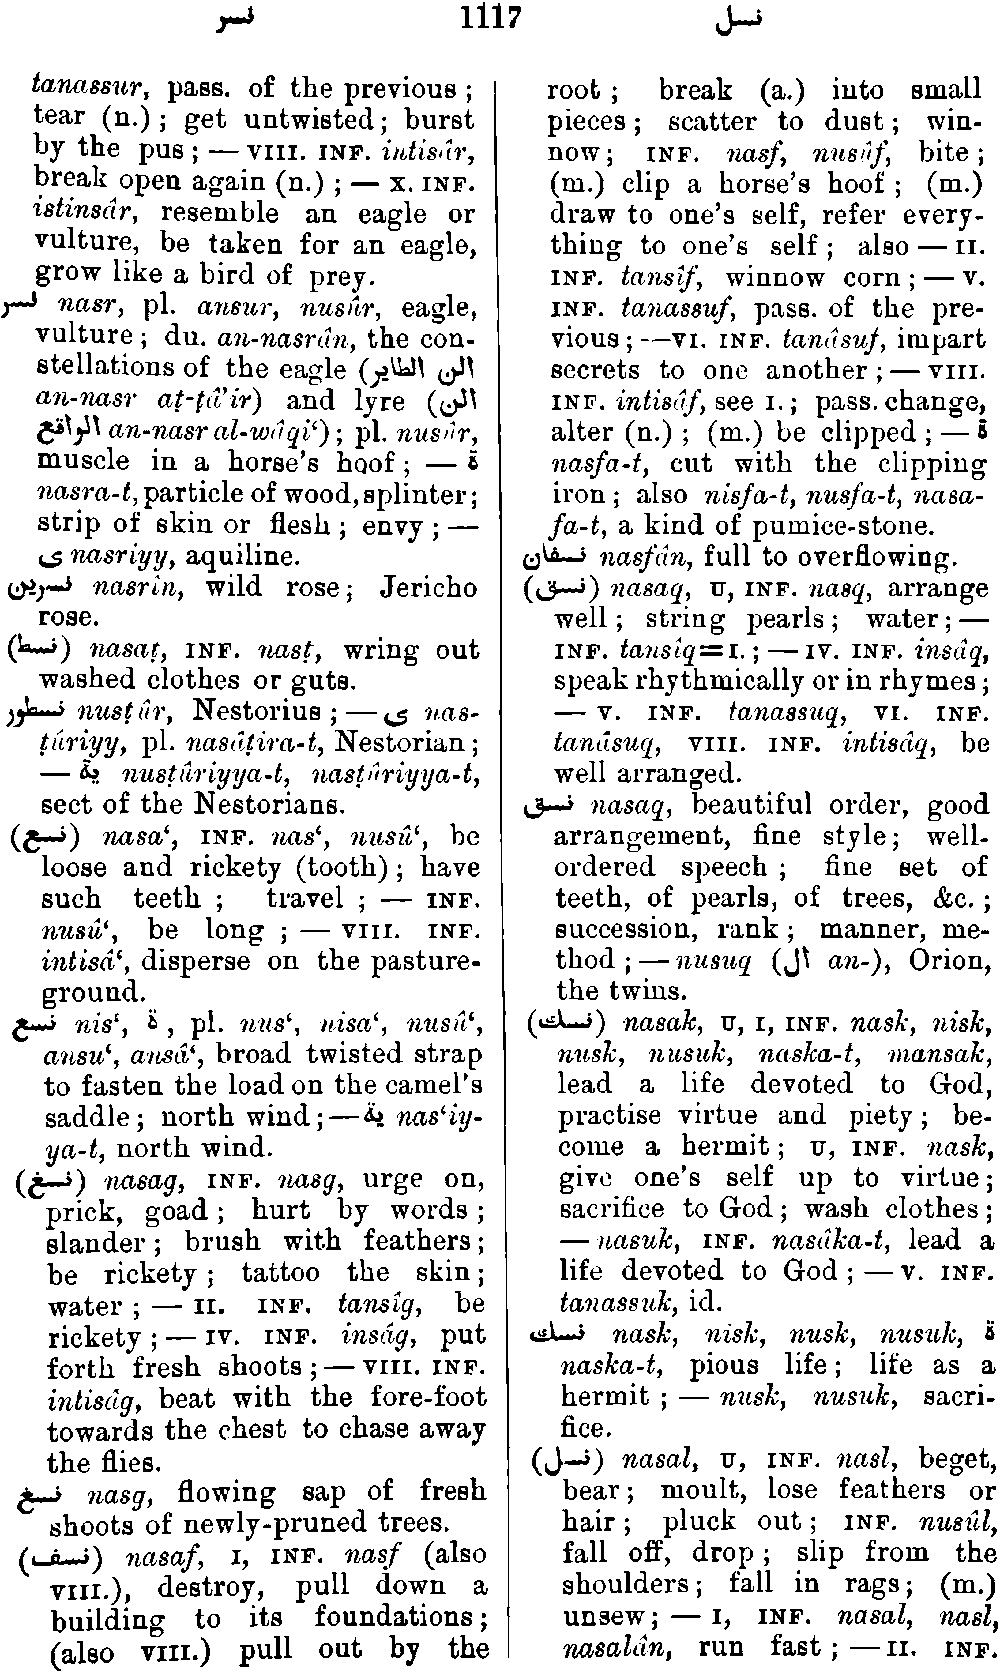 نسر 1117 نسل
tanassur, pass. of the previous ;
tear (n.) ; get untwisted ; burst
by the pus ; — VIII. INF. intisâr,
break open again (n.) ; — X. INF.
istinsâr, resemble an eagle or
vulture, be taken for an eagle,
grow like a bird of prey.
نسر nasr, pl. ansur, nusûr, eagle,
vulture ; du. an-nasrân, the con-
stellations of the eagle (الن الطاير
an-nasr aṭ-ṭâ’ir) and lyre (الن
الواقع an-nasr al-wâqi‘) ; pl. nusûr,
muscle in a horse’s hoof ; — ة
nasra-t, particle of wood, splinter ;
strip of skin or flesh ; envy ; —
ى nasriyy, aquiline.
نسرين nasrîn, wild rose ; Jericho
rose.
(نسط) nasaṭ, INF. nasṭ, wring out
washed clothes or guts.
نسطور nusṭûr, Nestorius ; — ى nas-
ṭûriyy, pl. nasâṭira-t, Nestorian ;
— ية nusṭûriyya-t, nasṭûriyya-t,
sect of the Nestorians.
(نسع) nasa‘, INF. nas‘, nusû‘, be
loose and rickety (tooth) ; have
such teeth ; travel ; — INF.
nusû‘, be long ; — VIII. INF.
intisâ‘, disperse on the pasture-
ground.
نسع nis‘, ة, pl. nus‘, nisa‘, nusû‘,
ansu‘, ansâ‘, broad twisted strap
to fasten the load on the camel’s
saddle ; north wind ; — ية nas‘iy-
ya-t, north wind.
(نسغ) nasag, INF. nasg, urge on,
prick, goad ; hurt by words ;
slander ; brush with feathers ;
be rickety ; tattoo the skin ;
water ; — II. INF. tansîg, be
rickety ; — IV. INF. insâg, put
forth fresh shoots ; — VIII. INF.
intisâg, beat with the fore-foot
towards the chest to chase away
the flies.
نسغ nasg, flowing sap of fresh
shoots of newly-pruned trees.
(نسف) nasaf, I, INF. nasf (also
VIII.), destroy, pull down a
building to its foundations ;
(also VIII.) pull out by the
root ; break (a.) into small
pieces ; scatter to dust ; win-
now ; INF. nasf, nusûf, bite ;
(m.) clip a horse’s hoof ; (m.)
draw to one’s self, refer every-
thing to one’s self ; also — II.
INF. tansîf, winnow corn ; — V.
INF. tanassuf, pass. of the pre-
vious ; — VI. INF. tanâsuf, impart
secrets to one another ; — VIII.
INF. intisâf, see I. ; pass. change,
alter (n.) ; (m.) be clipped ; — ة
nasfa-t, cut with the clipping
iron ; also nisfa-t, nusfa-t, nasa-
fa-t, a kind of pumice-stone.
نسفان nasfân, full to overflowing.
(نسق) nasaq, U, INF. nasq, arrange
well ; string pearls ; water ; —
INF. tansîq = I. ; — IV. INF. insâq,
speak rhythmically or in rhymes ;
— V. INF. tanassuq, VI. INF.
tanâsuq, VIII. INF. intisâq, be
well arranged.
نسق nasaq, beautiful order, good
arrangement, fine style ; well-
ordered speech ; fine set of
teeth, of pearls, of trees, &c. ;
succession, rank ; manner, me-
thod ; — nusuq (ال an-), Orion,
the twins.
(نسك) nasak, U, I, INF. nask, nisk,
nusk, nusuk, naska-t, mansak,
lead a life devoted to God,
practise virtue and piety ; be-
come a hermit ; U, INF. nask,
give one’s self up to virtue ;
sacrifice to God ; wash clothes ;
— nasuk, INF. nasâka-t, lead a
life devoted to God ; — V. INF.
tanassuk, id.
نسك nask, nisk, nusk, nusuk, ة
naska-t, pious life ; life as a
hermit ; — nusk, nusuk, sacri-
fice.
(نسل) nasal, U, INF. nasl, beget,
bear ; moult, lose feathers or
hair ; pluck out ; INF. nusûl,
fall off, drop ; slip from the
shoulders ; fall in rags ; (m.)
unsew ; — I, INF. nasal, nasl,
nasalân, run fast ; — II. INF.